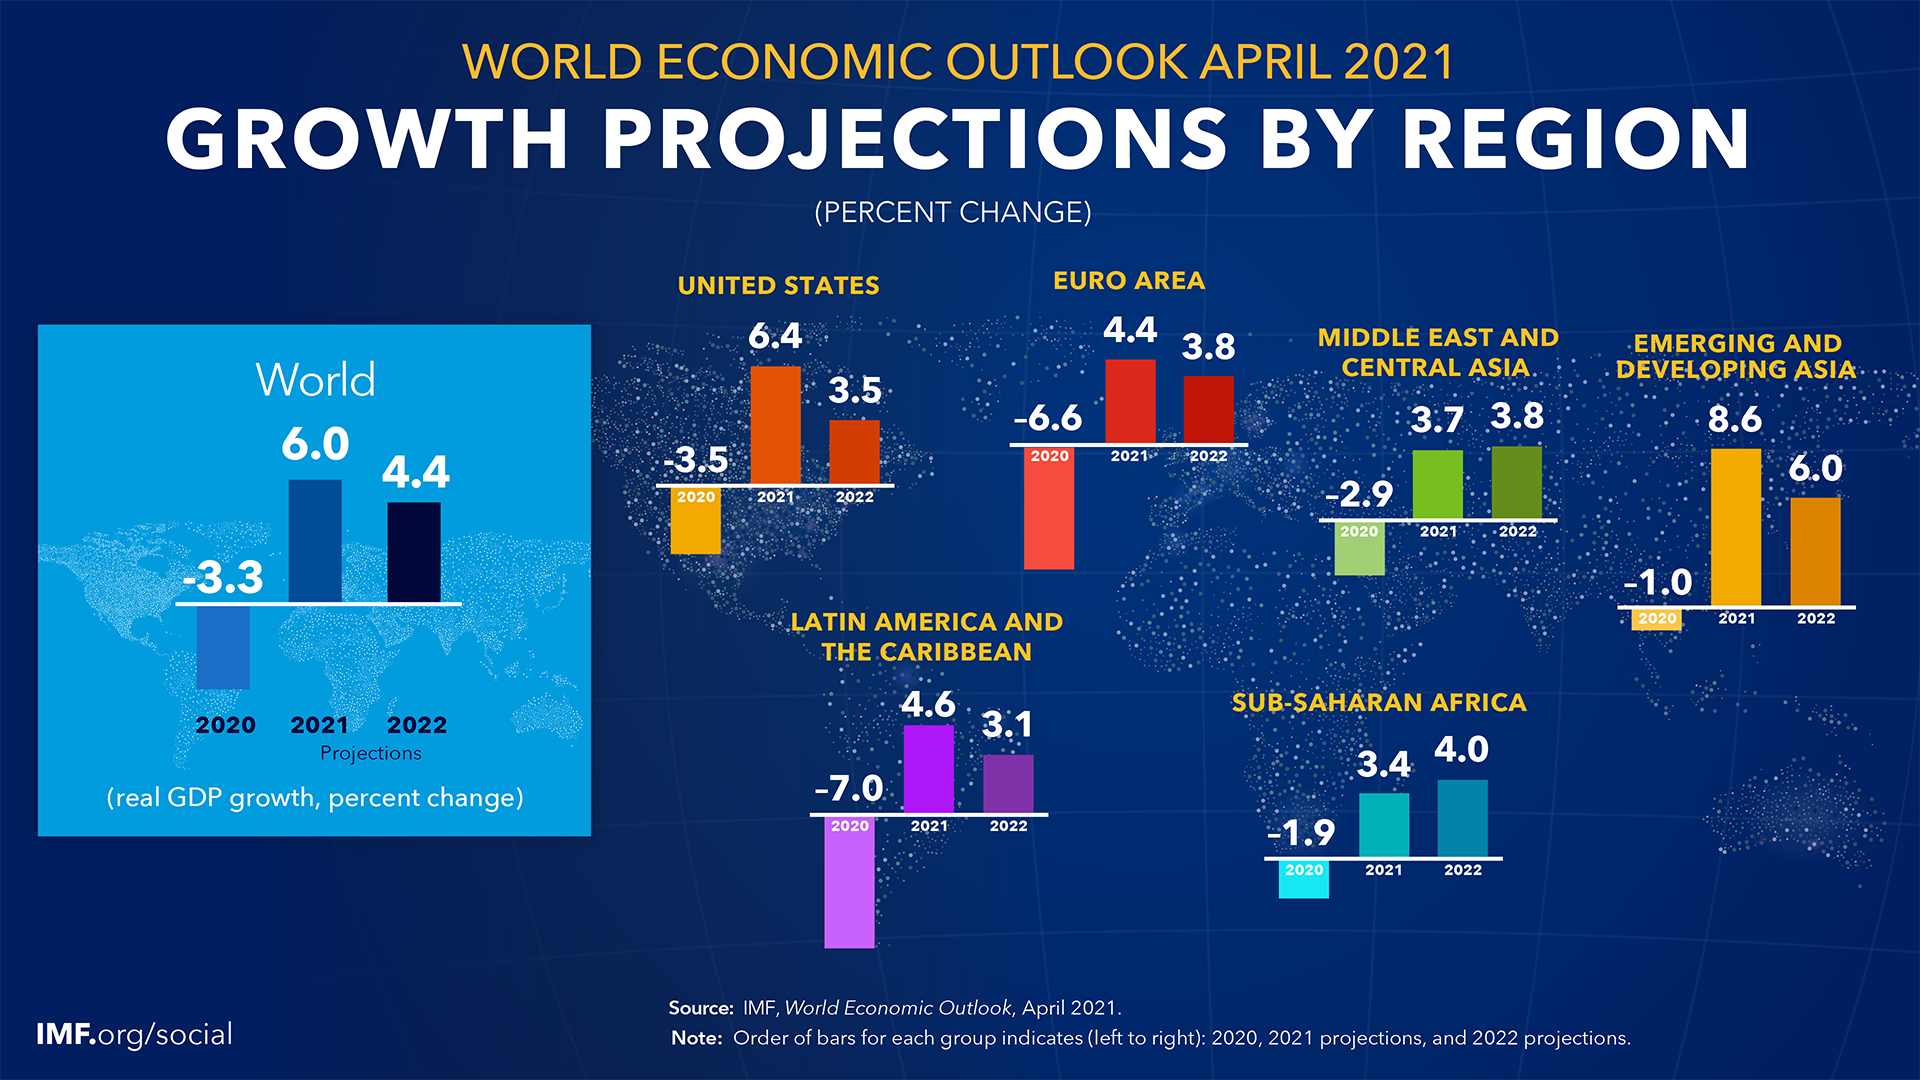 WORLD ECONOMIC OUTLOOK APRIL 2021
GROWTH PROJECTIONS BY REGION
(PERCENT CHANGE)
World
6.0
4.4
-3.3
2020 2021 2022
Projections
(real GDP growth, percent change)
UNITED STATES
6.4
3.5
-3.5
2020 2021 2022
EURO AREA
4.4
3.8
–6.6
2020 2021 2022
MIDDLE EAST AND
CENTRAL ASIA
3.7 3.8
–2.9
2020 2021 2022
EMERGING AND
DEVELOPING ASIA
8.6
6.0
–1.0
2020 2021 2022
LATIN AMERICA AND
THE CARIBBEAN
4.6
3.1
–7.0
2020 2021 2022
SUB-SAHARAN AFRICA
3.4 4.0
–1.9
2020 2021 2022
Source: IMF, World Economic Outlook, April 2021.
Note: Order of bars for each group indicates (left to right): 2020, 2021 projections, and 2022 projections.
IMF.org/social